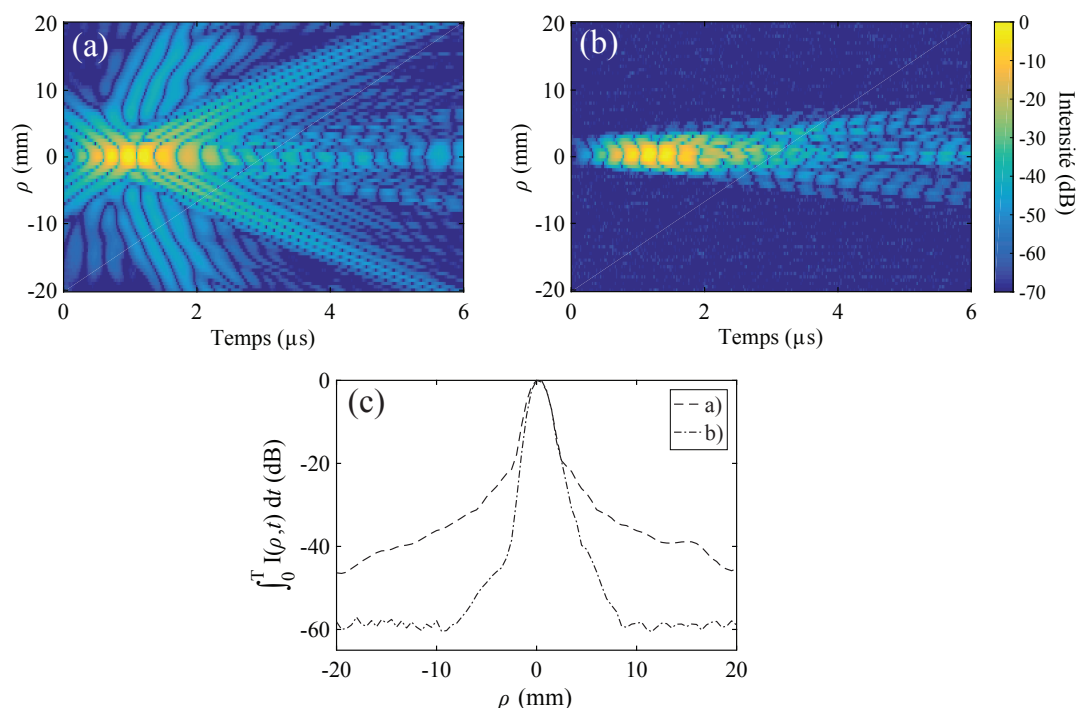 (a)
20
10
0
-10
-20
ρ (mm)
0 2 4 6
Temps (µs)
(b)
20
10
0
-10
-20
ρ (mm)
0 2 4 6
Temps (µs)
0
-10
-20
-30
-40
-50
-60
-70
Intensité (dB)
(c)
a)
b)
0
-20
-40
-60
∫₀ᵀ I(ρ,t) dt (dB)
-20 -10 0 10 20
ρ (mm)